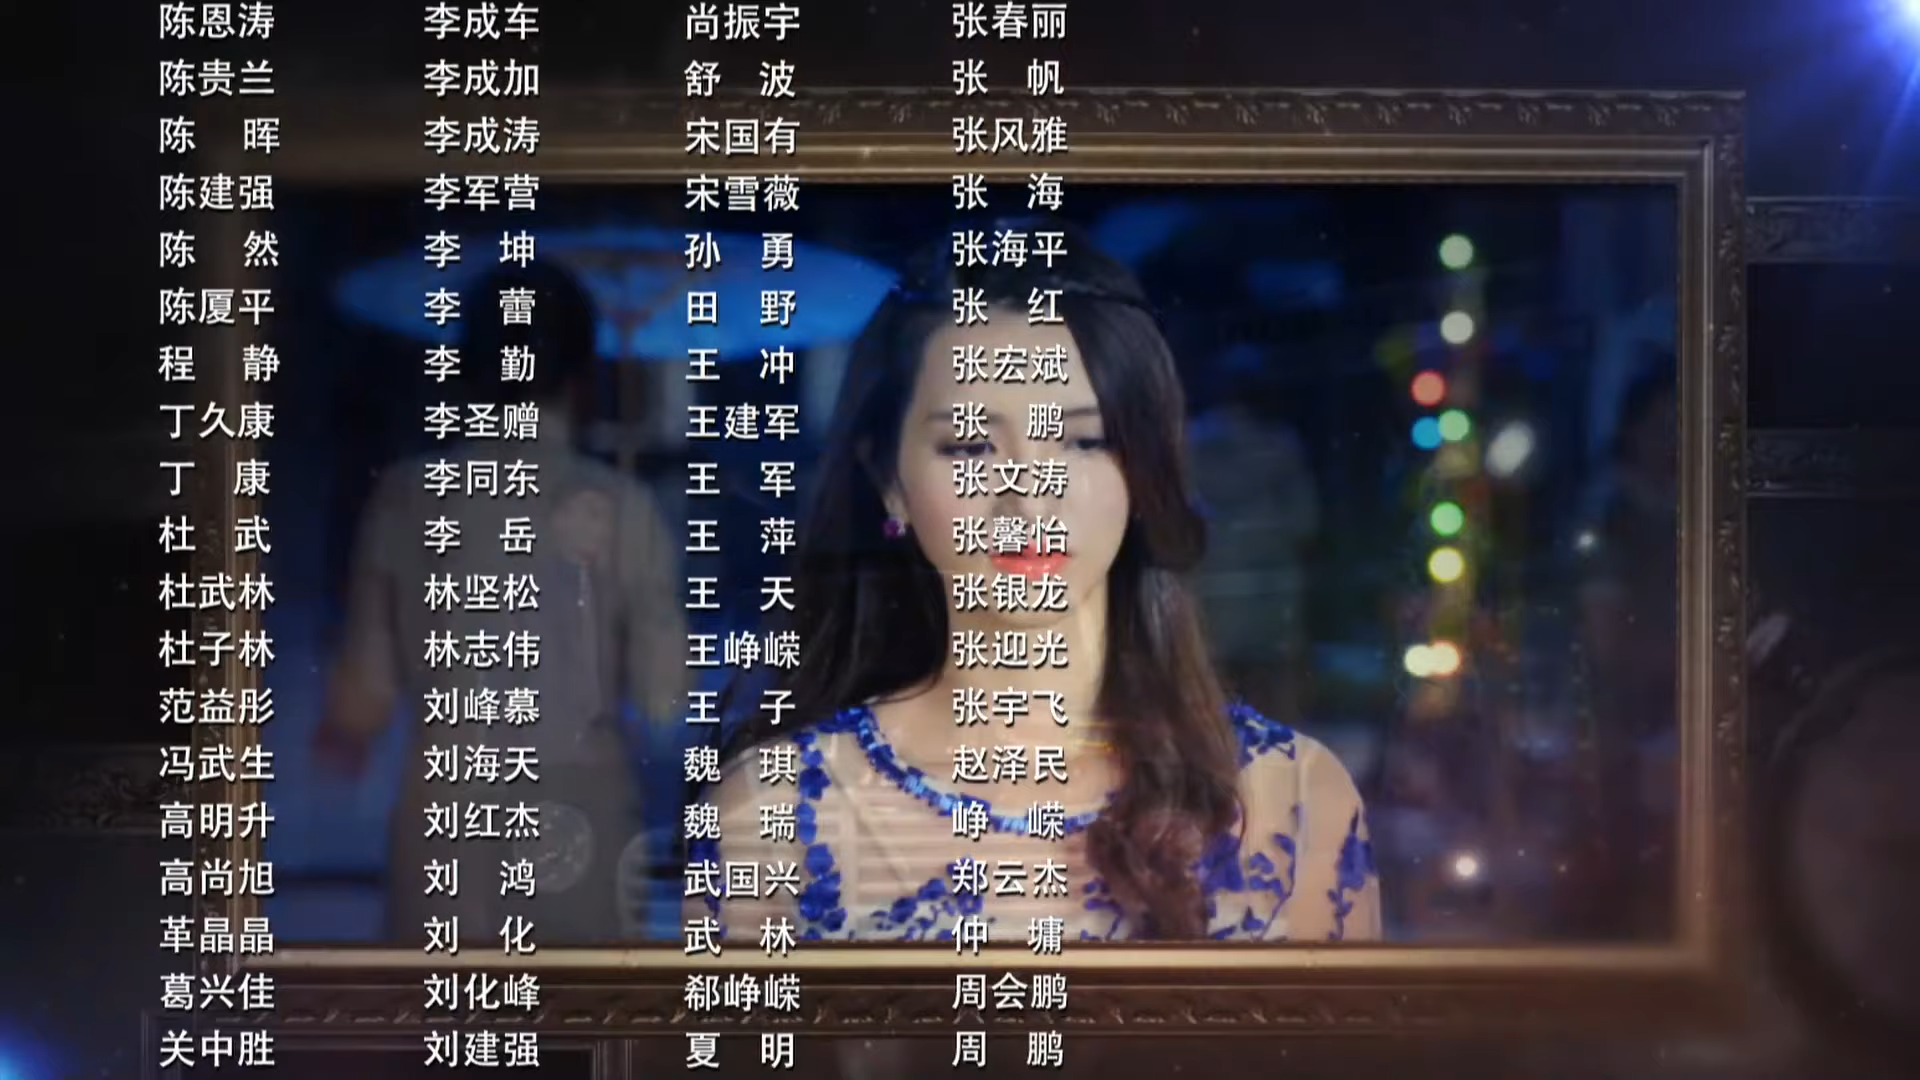 陈恩涛 李成车 尚振宇 张春丽
陈贵兰 李成加 舒 波 张 帆
陈 晖 李成涛 宋国有 张风雅
陈建强 李军营 宋雪薇 张 海
陈 然 李 坤 孙 勇 张海平
陈厦平 李 蕾 田 野 张 红
程 静 李 勤 王 冲 张宏斌
丁久康 李圣赠 王建军 张 鹏
丁 康 李同东 王 军 张文涛
杜 武 李 岳 王 萍 张馨怡
杜武林 林坚松 王 天 张银龙
杜子林 林志伟 王峥嵘 张迎光
范益彤 刘峰慕 王 子 张宇飞
冯武生 刘海天 魏 琪 赵泽民
高明升 刘红杰 魏 瑞 峥 嵘
高尚旭 刘 鸿 武国兴 郑云杰
革晶晶 刘 化 武 林 仲 墉
葛兴佳 刘化峰 郗峥嵘 周会鹏
关中胜 刘建强 夏 明 周 鹏